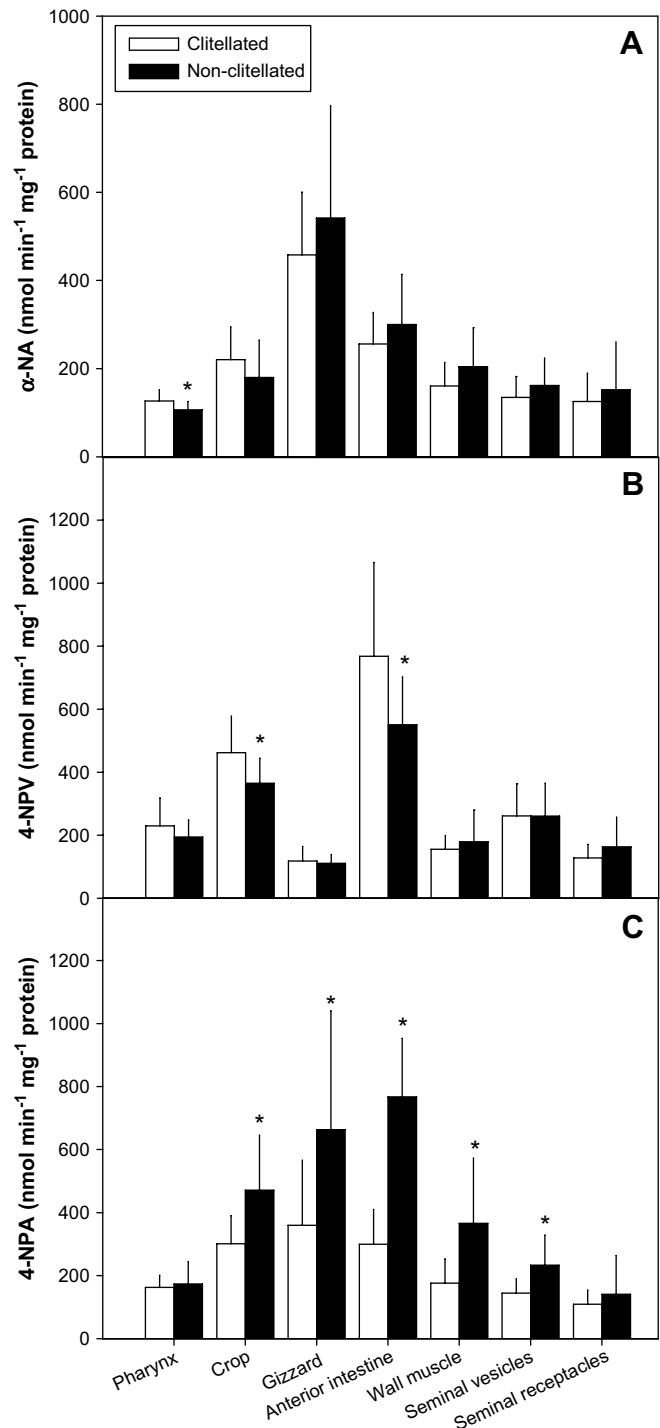 1000
A
Clitellated
Non-clitellated
800
600
400
200
0
*
α-NA (nmol min-1 mg-1 protein)
B
1200
1000
800
600
400
200
0
*
*
4-NPV (nmol min-1 mg-1 protein)
C
1200
1000
800
600
400
200
0
*
*
*
*
*
4-NPA (nmol min-1 mg-1 protein)
Pharynx
Crop
Gizzard
Anterior intestine
Wall muscle
Seminal vesicles
Seminal receptacles